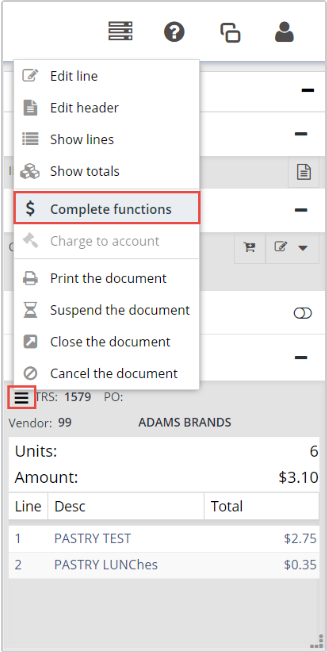 Edit line
Edit header
Show lines
Show totals
Complete functions
Charge to account
Print the document
Suspend the document
Close the document
Cancel the document
TRS: 1579 PO:
Vendor: 99 ADAMS BRANDS
Units: 6
Amount: $3.10
Line Desc Total
1 PASTRY TEST $2.75
2 PASTRY LUNChes $0.35